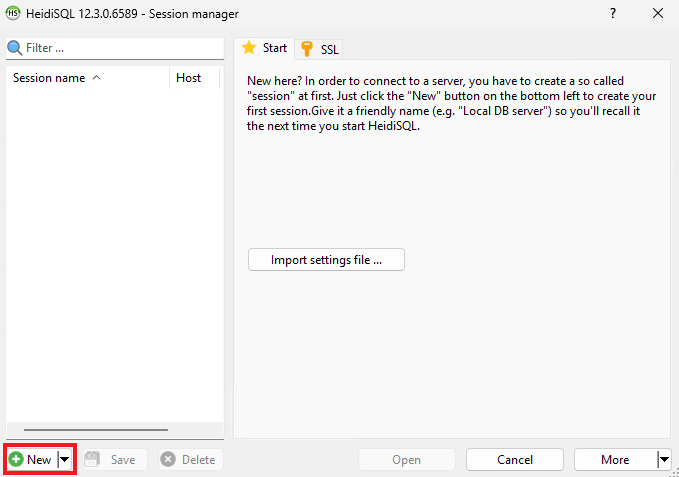 HS HeidiSQL 12.3.0.6589 - Session manager ?
Filter ...
Start SSL
Session name Host
New here? In order to connect to a server, you have to create a so called
"session" at first. Just click the "New" button on the bottom left to create your
first session.Give it a friendly name (e.g. "Local DB server") so you'll recall it
the next time you start HeidiSQL.
Import settings file ...
New Save Delete Open Cancel More